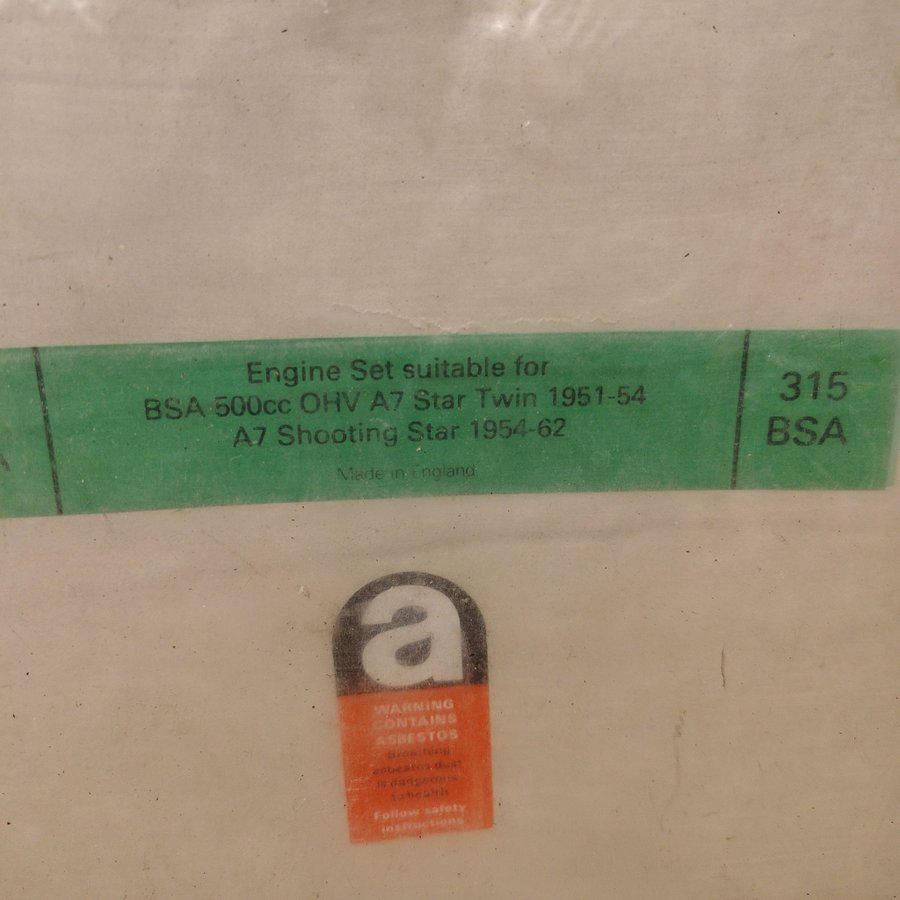 Engine Set suitable for
BSA 500cc OHV A7 Star Twin 1951-54
A7 Shooting Star 1954-62
Made in England
315
BSA
a
WARNING
CONTAINS
ASBESTOS
Breathing
asbestos dust
is dangerous
to health
Follow safety
instructions